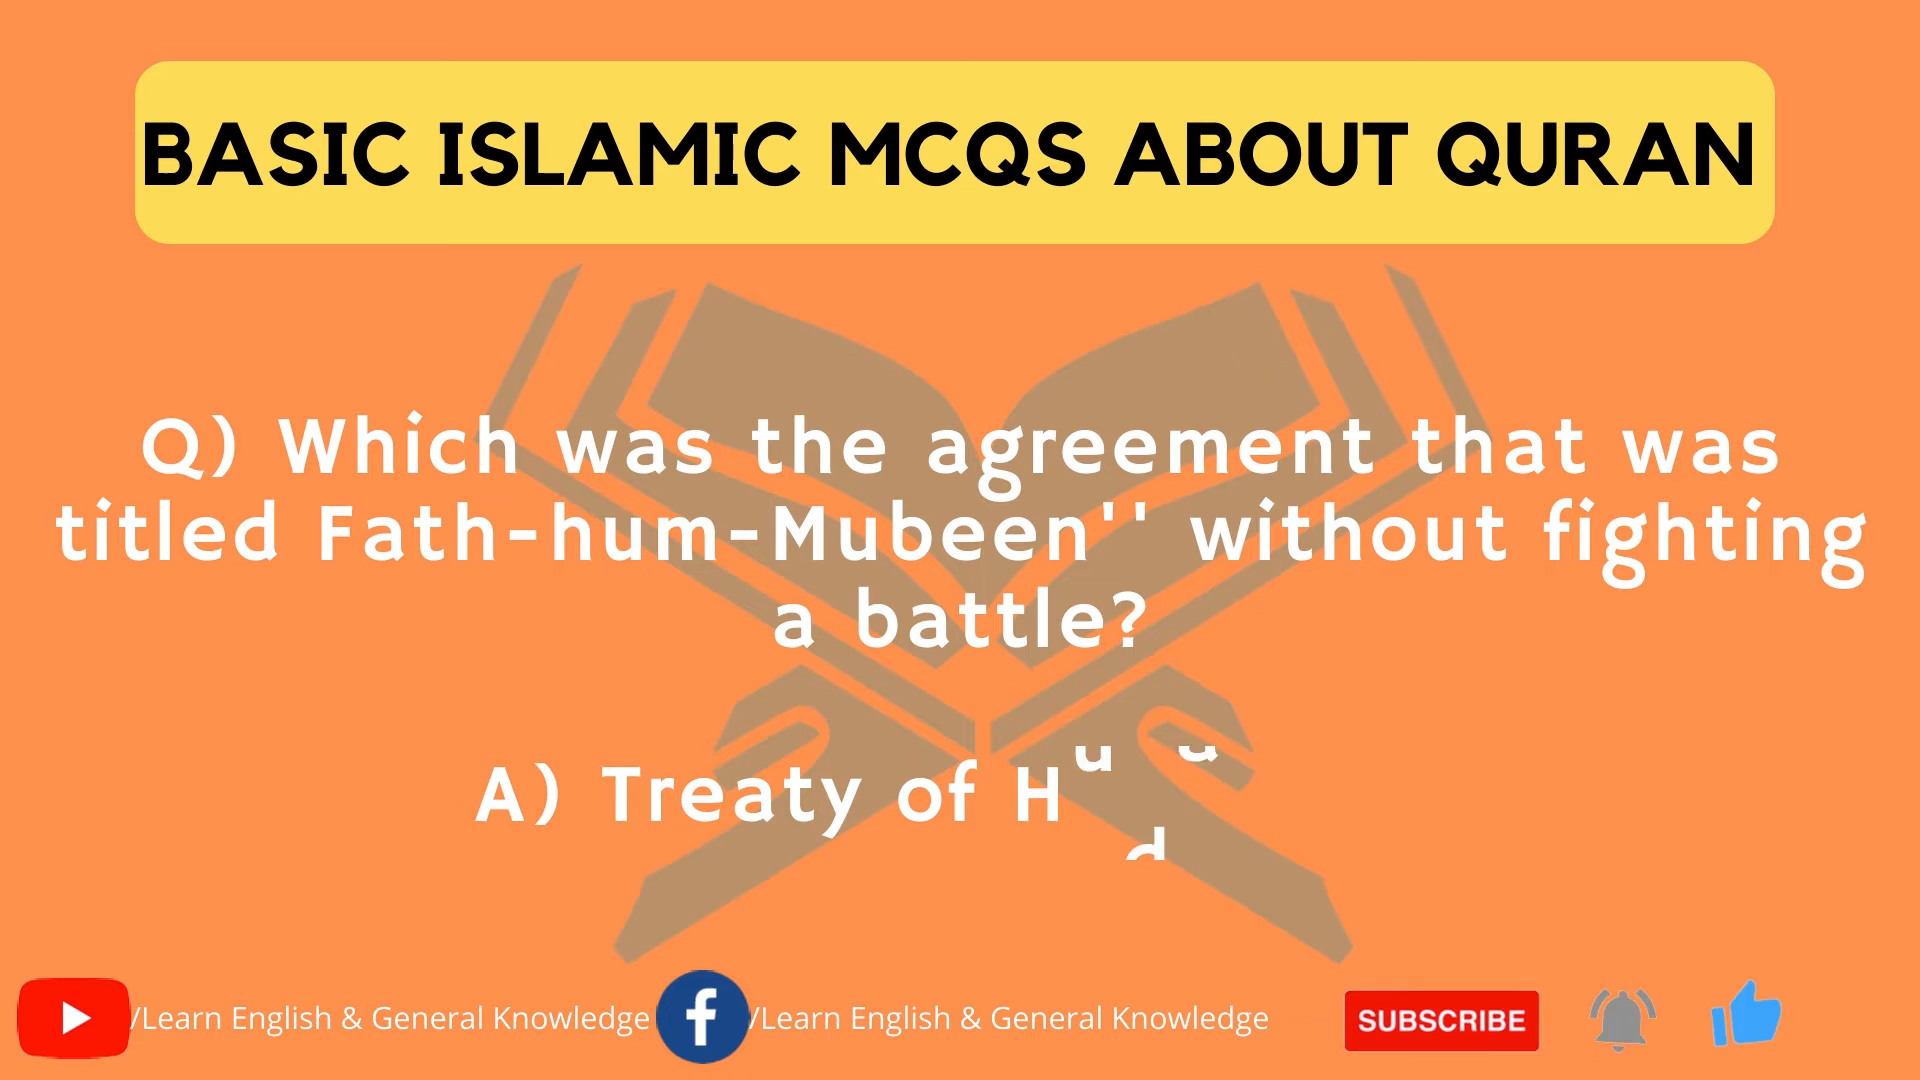 BASIC ISLAMIC MCQS ABOUT QURAN
Q) Which was the agreement that was
titled Fath-hum-Mubeen'' without fighting
a battle?
A) Treaty of
/Learn English & General Knowledge
/Learn English & General Knowledge
SUBSCRIBE